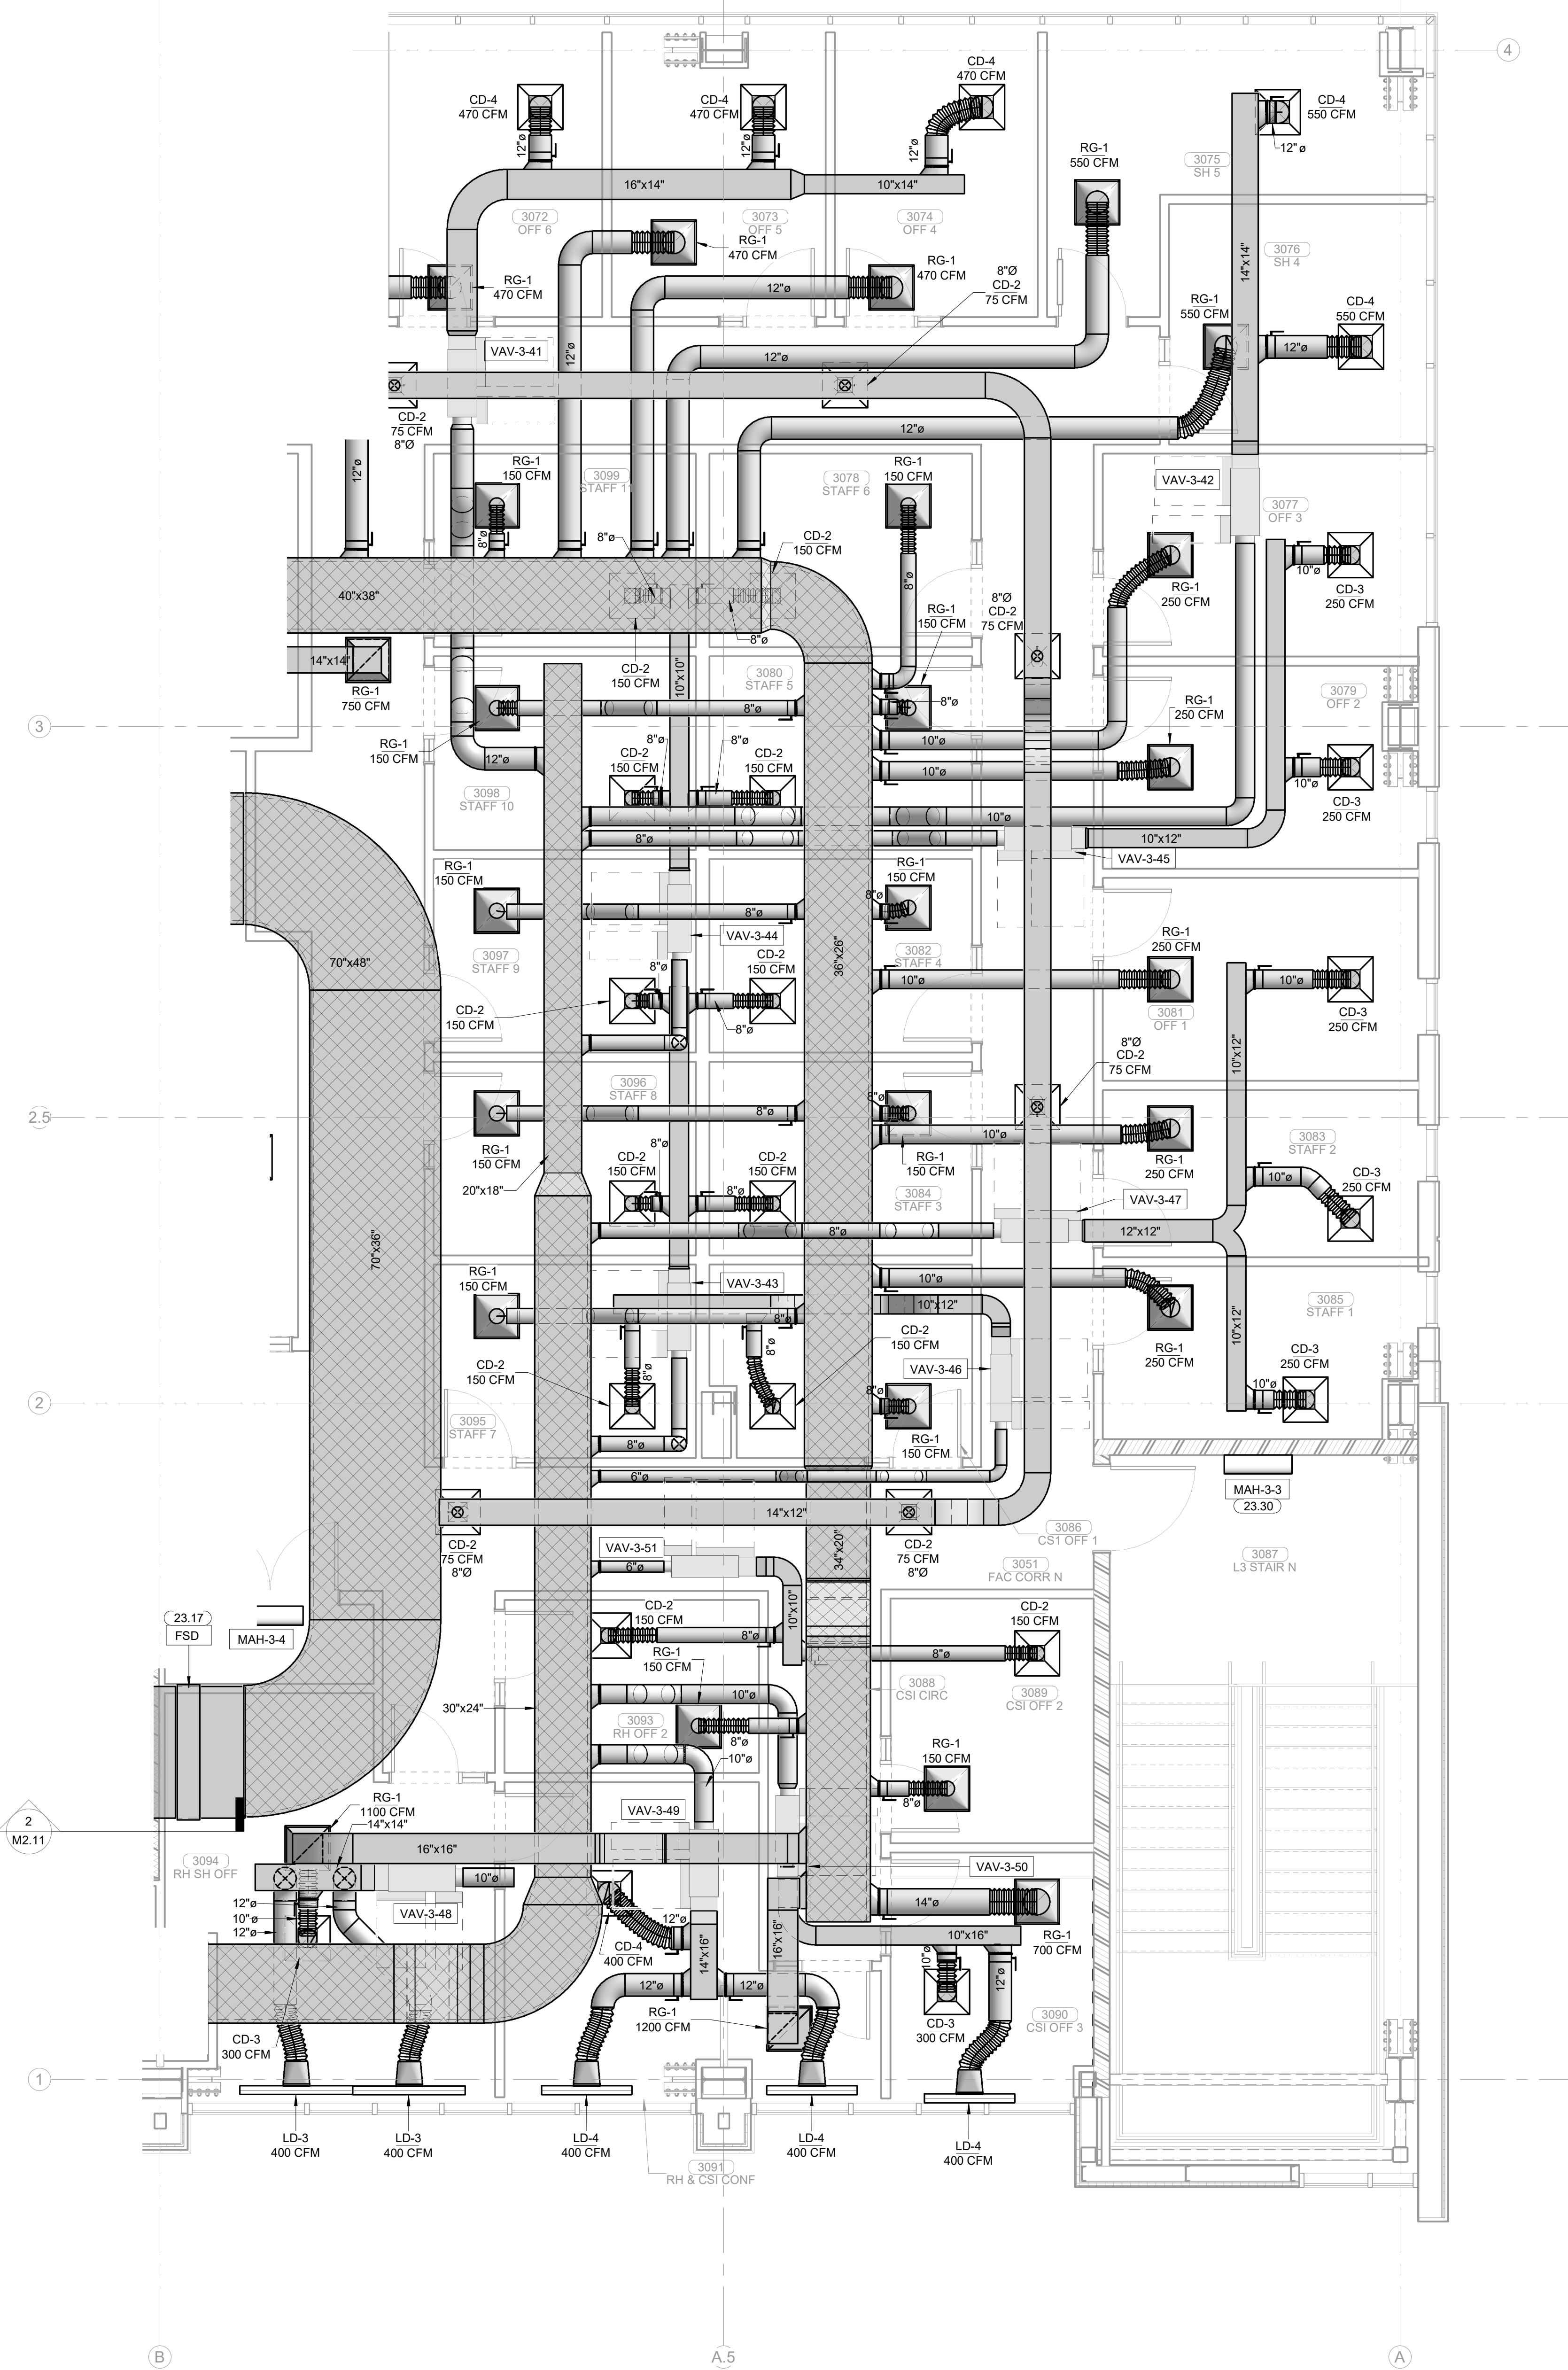 4
CD-4
470 CFM
CD-4
470 CFM
CD-4
470 CFM
CD-4
550 CFM
12"ø
12"ø
12"ø
12"ø
RG-1
550 CFM
3075
SH 5
16"x14"
10"x14"
3072
OFF 6
3073
OFF 5
3074
OFF 4
RG-1
470 CFM
3076
SH 4
14"x14"
RG-1
470 CFM
RG-1
470 CFM
12"ø
8"Ø
CD-2
75 CFM
RG-1
550 CFM
CD-4
550 CFM
12"ø
VAV-3-41
12"ø
12"ø
CD-2
75 CFM
8"Ø
12"ø
12"ø
RG-1
150 CFM
3099
STAFF 11
3078
STAFF 6
RG-1
150 CFM
VAV-3-42
3077
OFF 3
8"ø
8"ø
CD-2
150 CFM
8"ø
10"ø
RG-1
250 CFM
CD-3
250 CFM
40"x38"
8"ø
8"Ø
CD-2
75 CFM
RG-1
150 CFM
14"x14"
RG-1
750 CFM
CD-2
150 CFM
10"x10"
3080
STAFF 5
3079
OFF 2
8"ø
8"ø
RG-1
250 CFM
3
RG-1
150 CFM
12"ø
8"ø
8"ø
10"ø
CD-2
150 CFM
CD-2
150 CFM
10"ø
10"ø
CD-3
250 CFM
3098
STAFF 10
10"ø
8"ø
10"x12"
VAV-3-45
RG-1
150 CFM
RG-1
150 CFM
8"ø
8"ø
VAV-3-44
36"x26"
3097
STAFF 9
3082
STAFF 4
RG-1
250 CFM
70"x48"
8"ø
CD-2
150 CFM
10"ø
10"ø
CD-2
150 CFM
8"ø
3081
OFF 1
CD-3
250 CFM
8"Ø
CD-2
75 CFM
10"x12"
3096
STAFF 8
8"ø
8"ø
2.5
8"ø
10"ø
3083
STAFF 2
RG-1
150 CFM
CD-2
150 CFM
CD-2
150 CFM
RG-1
150 CFM
RG-1
250 CFM
10"ø
CD-3
250 CFM
20"x18"
8"ø
3084
STAFF 3
VAV-3-47
70"x36"
8"ø
12"x12"
RG-1
150 CFM
VAV-3-43
10"ø
3085
STAFF 1
10"x12"
8"ø
10"x12"
8"ø
8"ø
CD-2
150 CFM
CD-2
150 CFM
VAV-3-46
RG-1
250 CFM
CD-3
250 CFM
10"ø
2
8"ø
3095
STAFF 7
8"ø
RG-1
150 CFM
6"ø
MAH-3-3
23.30
14"x12"
3086
CS1 OFF 1
CD-2
75 CFM
8"Ø
VAV-3-51
6"ø
34"x20"
CD-2
75 CFM
8"Ø
3051
FAC CORR N
3087
L3 STAIR N
10"x10"
23.17
FSD
MAH-3-4
CD-2
150 CFM
8"ø
CD-2
150 CFM
RG-1
150 CFM
8"ø
3088
CSI CIRC
3089
CSI OFF 2
30"x24"
10"ø
3093
RH OFF 2
8"ø
10"ø
RG-1
150 CFM
8"ø
RG-1
1100 CFM
14"x14"
VAV-3-49
2
M2.11
16"x16"
3094
RH SH OFF
VAV-3-50
10"ø
12"ø
10"ø
12"ø
VAV-3-48
12"ø
14"ø
CD-4
400 CFM
14"x16"
16"x16"
10"x16"
RG-1
700 CFM
10"ø
12"ø
12"ø
12"ø
RG-1
1200 CFM
CD-3
300 CFM
3090
CSI OFF 3
CD-3
300 CFM
1
LD-3
400 CFM
LD-3
400 CFM
LD-4
400 CFM
LD-4
400 CFM
LD-4
400 CFM
3091
RH & CSI CONF
B
A.5
A